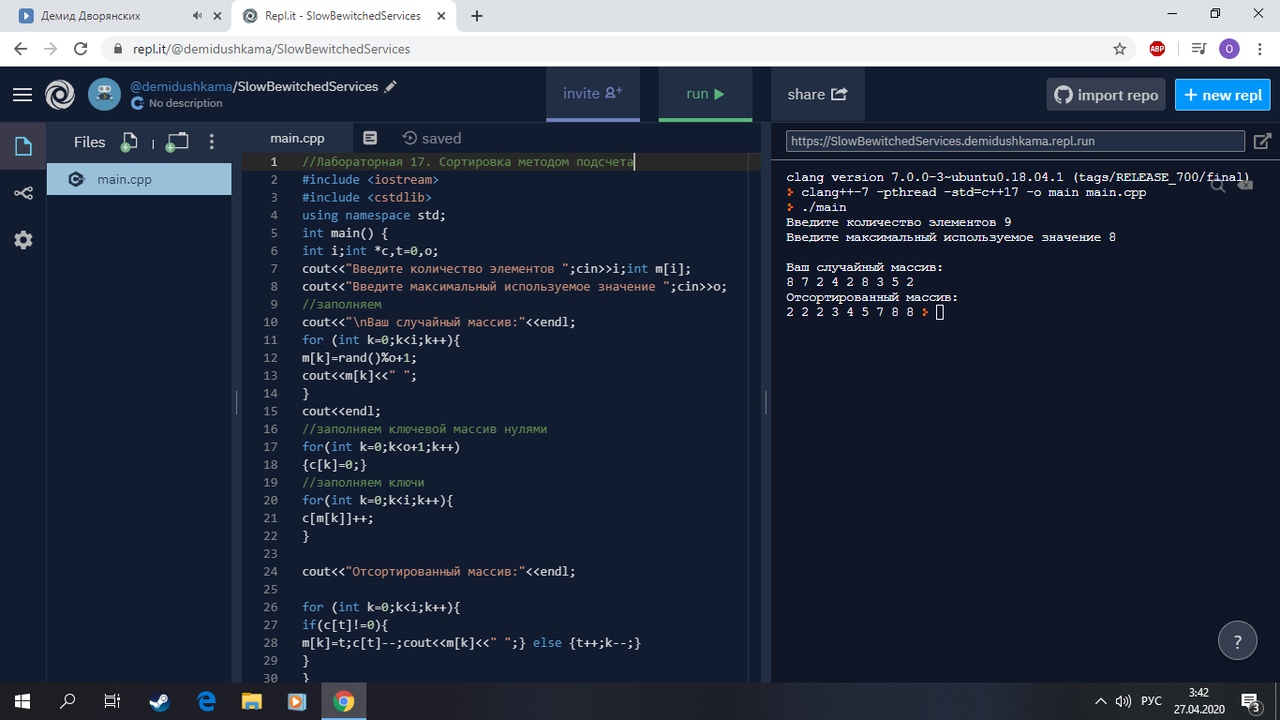 Демид Дворянских
Repl.it - SlowBewitchedServices
repl.it/@demidushkama/SlowBewitchedServices
ABP
O
@demidushkama/SlowBewitchedServices
No description
invite
run
share
import repo
+ new repl
Files
main.cpp
main.cpp
saved
1 //Лабораторная 17. Сортировка методом подсчета
2 #include <iostream>
3 #include <cstdlib>
4 using namespace std;
5 int main() {
6 int i;int *c,t=0,o;
7 cout<<"Введите количество элементов ";cin>>i;int m[i];
8 cout<<"Введите максимальный используемое значение ";cin>>o;
9 //заполняем
10 cout<<"\nВаш случайный массив:"<<endl;
11 for (int k=0;k<i;k++){
12 m[k]=rand()%o+1;
13 cout<<m[k]<<" ";
14 }
15 cout<<endl;
16 //заполняем ключевой массив нулями
17 for(int k=0;k<o+1;k++)
18 {c[k]=0;}
19 //заполняем ключи
20 for(int k=0;k<i;k++){
21 c[m[k]]++;
22 }
23
24 cout<<"Отсортированный массив:"<<endl;
25
26 for (int k=0;k<i;k++){
27 if(c[t]!=0){
28 m[k]=t;c[t]--;cout<<m[k]<<" ";} else {t++;k--;}
29 }
30 }
https://SlowBewitchedServices.demidushkama.repl.run
clang version 7.0.0-3~ubuntu0.18.04.1 (tags/RELEASE_700/final)
clang++-7 -pthread -std=c++17 -o main main.cpp
./main
Введите количество элементов 9
Введите максимальный используемое значение 8
Ваш случайный массив:
8 7 2 4 2 8 3 5 2
Отсортированный массив:
2 2 2 3 4 5 7 8 8
?
РУС
3:42
27.04.2020
3